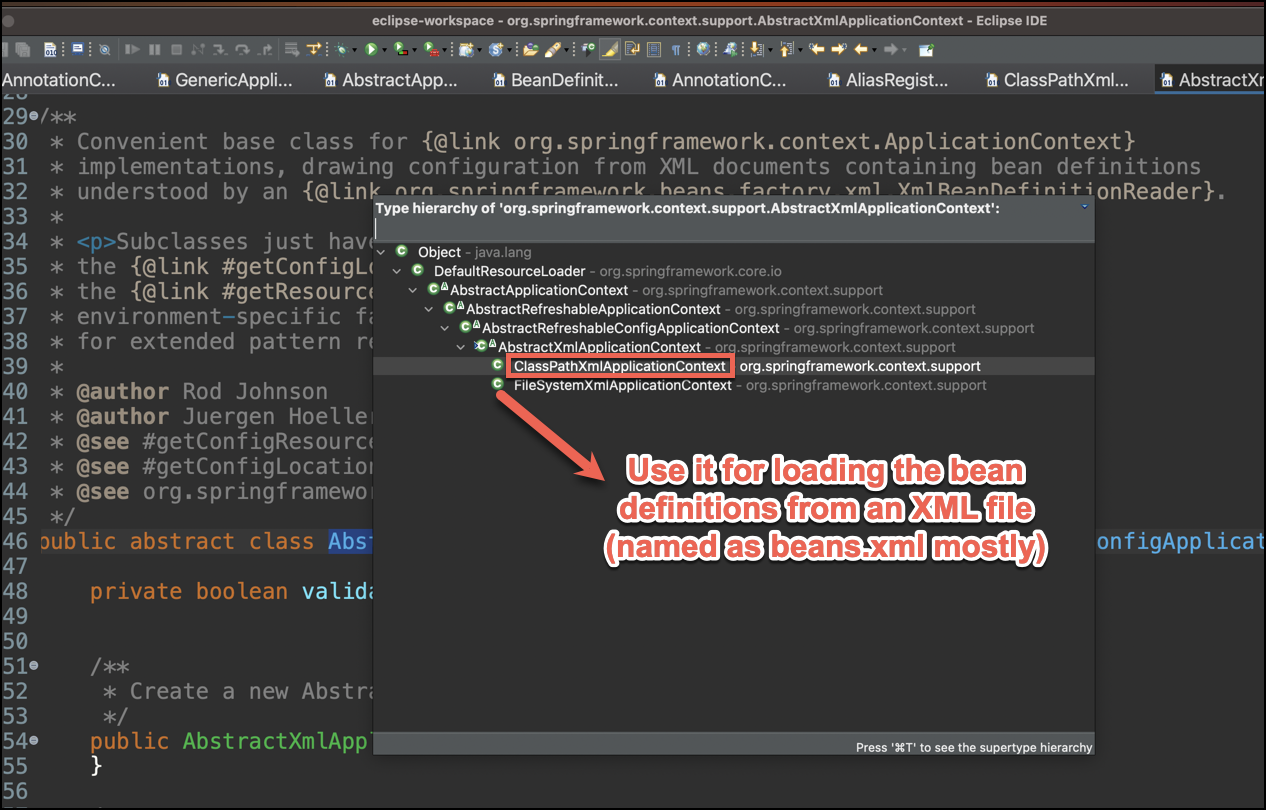 eclipse-workspace - org.springframework.context.support.AbstractXmlApplicationContext - Eclipse IDE
AnnotationC... GenericAppli... AbstractApp... BeanDefinit... AnnotationC... AliasRegist... ClassPathXml... AbstractXm
28
29 /**
30 * Convenient base class for {@link org.springframework.context.ApplicationContext}
31 * implementations, drawing configuration from XML documents containing bean definitions
32 * understood by an {@link org.springframework.beans.factory.xml.XmlBeanDefinitionReader}.
33 *
34 * <p>Subclasses just have
35 * the {@link #getConfigLo
36 * the {@link #getResource
37 * environment-specific fa
38 * for extended pattern re
39 *
40 * @author Rod Johnson
41 * @author Juergen Hoeller
42 * @see #getConfigResource
43 * @see #getConfigLocation
44 * @see org.springframewor
45 */
46 public abstract class Abs onfigApplicat
47
48 private boolean valida
49
50
51 /**
52 * Create a new Abstra
53 */
54 public AbstractXmlAppl
55 }
56
Type hierarchy of 'org.springframework.context.support.AbstractXmlApplicationContext':
Object - java.lang
DefaultResourceLoader - org.springframework.core.io
AbstractApplicationContext - org.springframework.context.support
AbstractRefreshableApplicationContext - org.springframework.context.support
AbstractRefreshableConfigApplicationContext - org.springframework.context.support
AbstractXmlApplicationContext - org.springframework.context.support
ClassPathXmlApplicationContext org.springframework.context.support
FileSystemXmlApplicationContext - org.springframework.context.support
Use it for loading the bean
definitions from an XML file
(named as beans.xml mostly)
Press '⌘T' to see the supertype hierarchy